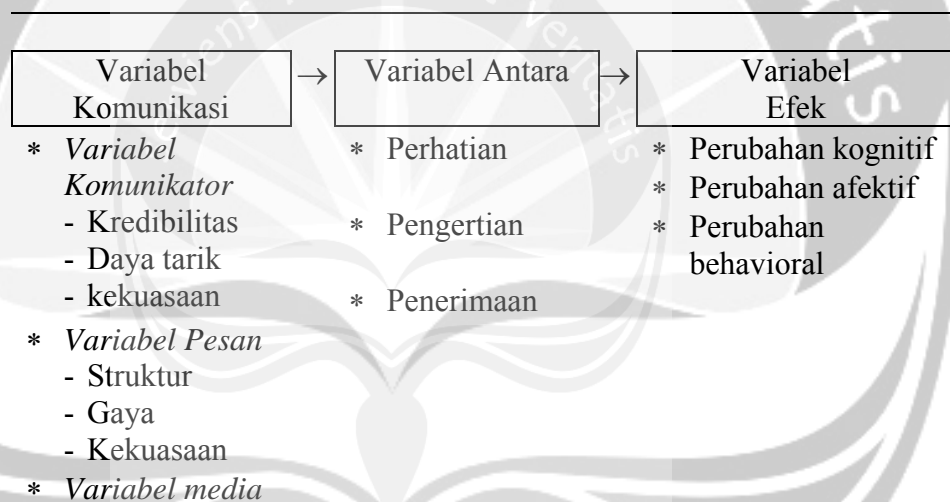 Variabel
Komunikasi
→
Variabel Antara
→
Variabel
Efek
* Variabel
Komunikator
- Kredibilitas
- Daya tarik
- kekuasaan
* Variabel Pesan
- Struktur
- Gaya
- Kekuasaan
* Variabel media
* Perhatian
* Pengertian
* Penerimaan
* Perubahan kognitif
* Perubahan afektif
* Perubahan
behavioral